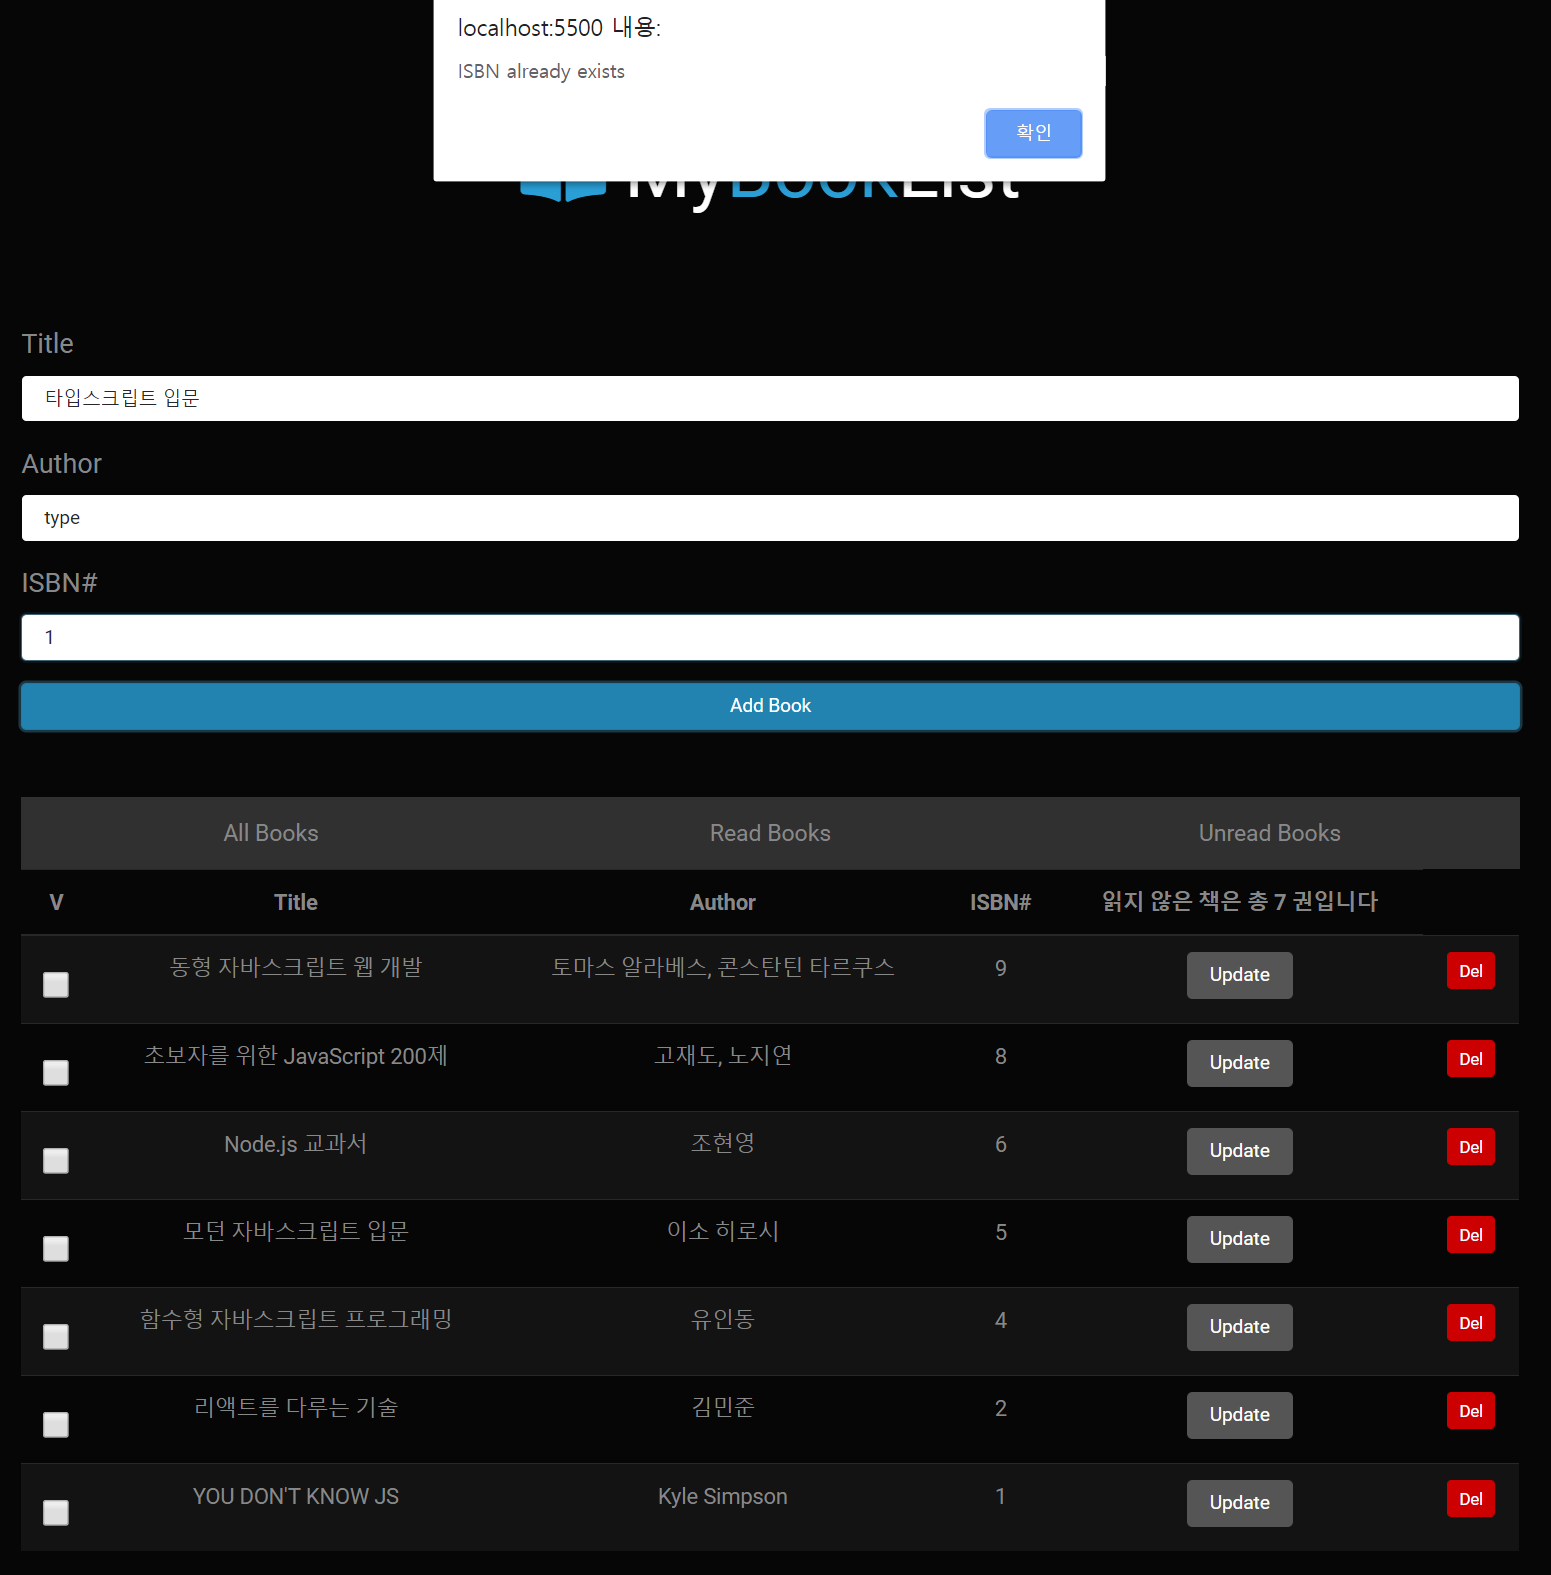 localhost:5500 내용:
ISBN already exists
확인
MyBookList
Title
타입스크립트 입문
Author
type
ISBN#
1
Add Book
All Books Read Books Unread Books
V Title Author ISBN# 읽지 않은 책은 총 7 권입니다
동형 자바스크립트 웹 개발 토마스 알라베스, 콘스탄틴 타르쿠스 9 Update Del
초보자를 위한 JavaScript 200제 고재도, 노지연 8 Update Del
Node.js 교과서 조현영 6 Update Del
모던 자바스크립트 입문 이소 히로시 5 Update Del
함수형 자바스크립트 프로그래밍 유인동 4 Update Del
리액트를 다루는 기술 김민준 2 Update Del
YOU DON'T KNOW JS Kyle Simpson 1 Update Del